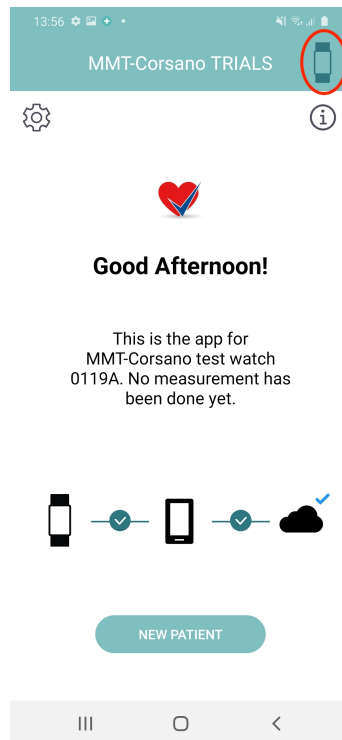 13:56
MMT-Corsano TRIALS
Good Afternoon!
This is the app for
MMT-Corsano test watch
0119A. No measurement has
been done yet.
NEW PATIENT